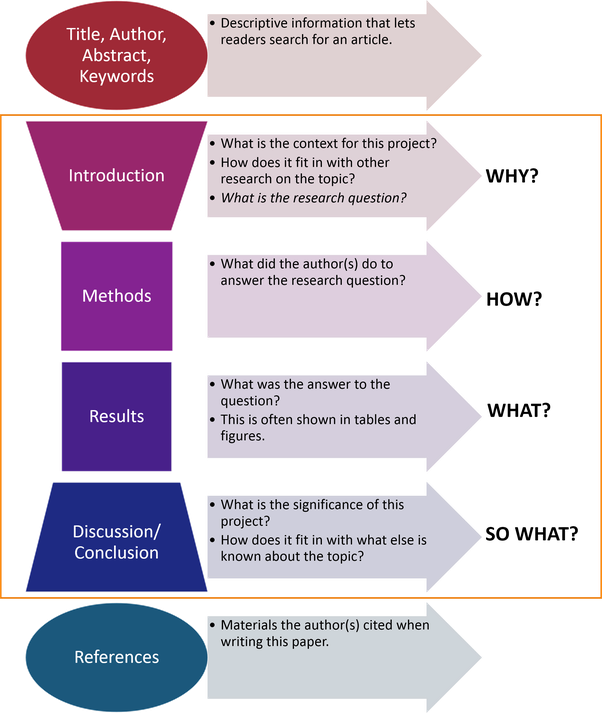 Title, Author,
Abstract,
Keywords
• Descriptive information that lets
readers search for an article.
Introduction
• What is the context for this project?
• How does it fit in with other
research on the topic?
• What is the research question?
WHY?
Methods
• What did the author(s) do to
answer the research question?
HOW?
Results
• What was the answer to the
question?
• This is often shown in tables and
figures.
WHAT?
Discussion/
Conclusion
• What is the significance of this
project?
• How does it fit in with what else is
known about the topic?
SO WHAT?
References
• Materials the author(s) cited when
writing this paper.